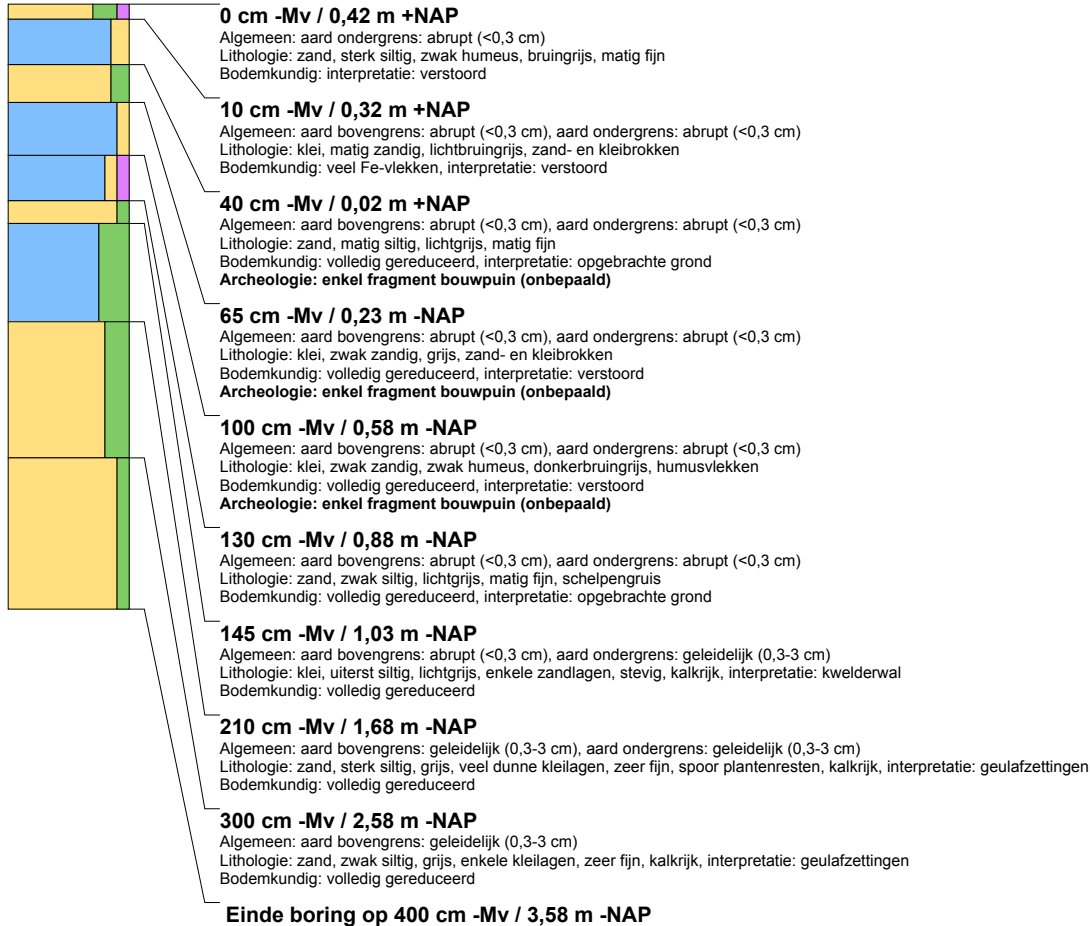 0 cm -Mv / 0,42 m +NAP
Algemeen: aard ondergrens: abrupt (<0,3 cm)
Lithologie: zand, sterk siltig, zwak humeus, bruingrijs, matig fijn
Bodemkundig: interpretatie: verstoord
10 cm -Mv / 0,32 m +NAP
Algemeen: aard bovengrens: abrupt (<0,3 cm), aard ondergrens: abrupt (<0,3 cm)
Lithologie: klei, matig zandig, lichtbruingrijs, zand- en kleibrokken
Bodemkundig: veel Fe-vlekken, interpretatie: verstoord
40 cm -Mv / 0,02 m +NAP
Algemeen: aard bovengrens: abrupt (<0,3 cm), aard ondergrens: abrupt (<0,3 cm)
Lithologie: zand, matig siltig, lichtgrijs, matig fijn
Bodemkundig: volledig gereduceerd, interpretatie: opgebrachte grond
Archeologie: enkel fragment bouwpuin (onbepaald)
65 cm -Mv / 0,23 m -NAP
Algemeen: aard bovengrens: abrupt (<0,3 cm), aard ondergrens: abrupt (<0,3 cm)
Lithologie: klei, zwak zandig, grijs, zand- en kleibrokken
Bodemkundig: volledig gereduceerd, interpretatie: verstoord
Archeologie: enkel fragment bouwpuin (onbepaald)
100 cm -Mv / 0,58 m -NAP
Algemeen: aard bovengrens: abrupt (<0,3 cm), aard ondergrens: abrupt (<0,3 cm)
Lithologie: klei, zwak zandig, zwak humeus, donkerbruingrijs, humusvlekken
Bodemkundig: volledig gereduceerd, interpretatie: verstoord
Archeologie: enkel fragment bouwpuin (onbepaald)
130 cm -Mv / 0,88 m -NAP
Algemeen: aard bovengrens: abrupt (<0,3 cm), aard ondergrens: abrupt (<0,3 cm)
Lithologie: zand, zwak siltig, lichtgrijs, matig fijn, schelpengruis
Bodemkundig: volledig gereduceerd, interpretatie: opgebrachte grond
145 cm -Mv / 1,03 m -NAP
Algemeen: aard bovengrens: abrupt (<0,3 cm), aard ondergrens: geleidelijk (0,3-3 cm)
Lithologie: klei, uiterst siltig, lichtgrijs, enkele zandlagen, stevig, kalkrijk, interpretatie: kwelderwal
Bodemkundig: volledig gereduceerd
210 cm -Mv / 1,68 m -NAP
Algemeen: aard bovengrens: geleidelijk (0,3-3 cm), aard ondergrens: geleidelijk (0,3-3 cm)
Lithologie: zand, sterk siltig, grijs, veel dunne kleilagen, zeer fijn, spoor plantenresten, kalkrijk, interpretatie: geulafzettingen
Bodemkundig: volledig gereduceerd
300 cm -Mv / 2,58 m -NAP
Algemeen: aard bovengrens: geleidelijk (0,3-3 cm)
Lithologie: zand, zwak siltig, grijs, enkele kleilagen, zeer fijn, kalkrijk, interpretatie: geulafzettingen
Bodemkundig: volledig gereduceerd
Einde boring op 400 cm -Mv / 3,58 m -NAP